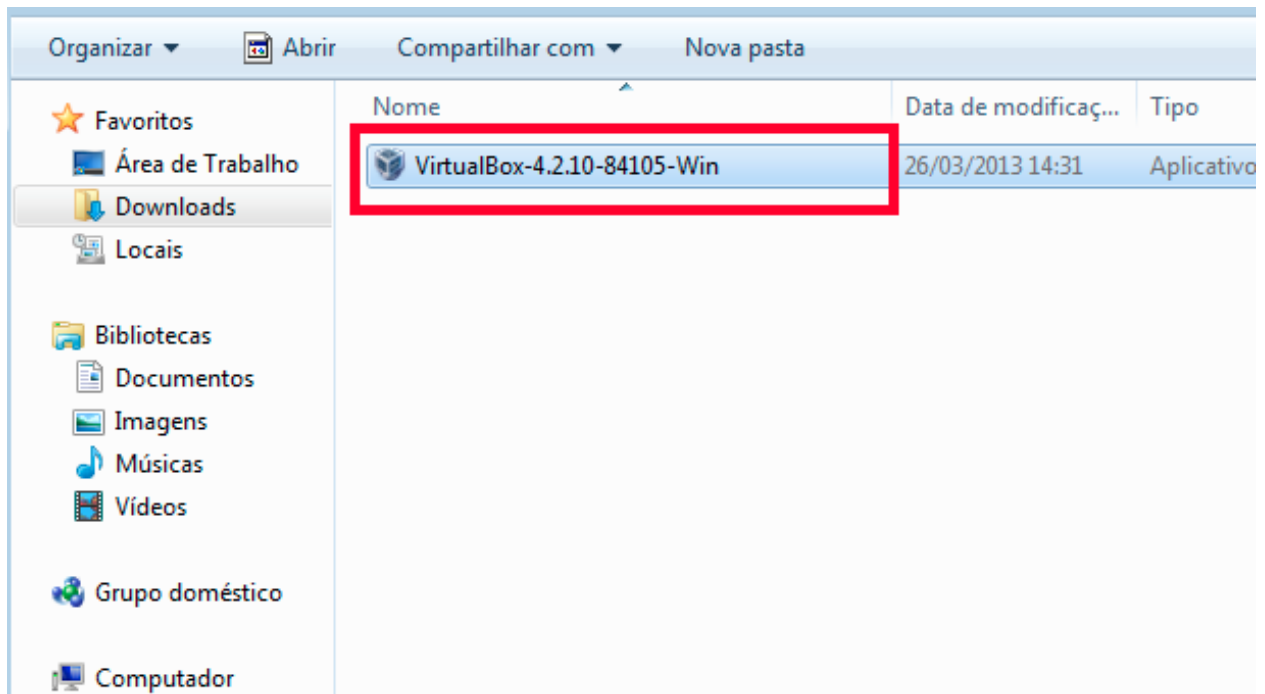 Organizar Abrir Compartilhar com Nova pasta
Nome Data de modificaç... Tipo
Favoritos
VirtualBox-4.2.10-84105-Win 26/03/2013 14:31 Aplicativo
Área de Trabalho
Downloads
Locais
Bibliotecas
Documentos
Imagens
Músicas
Vídeos
Grupo doméstico
Computador